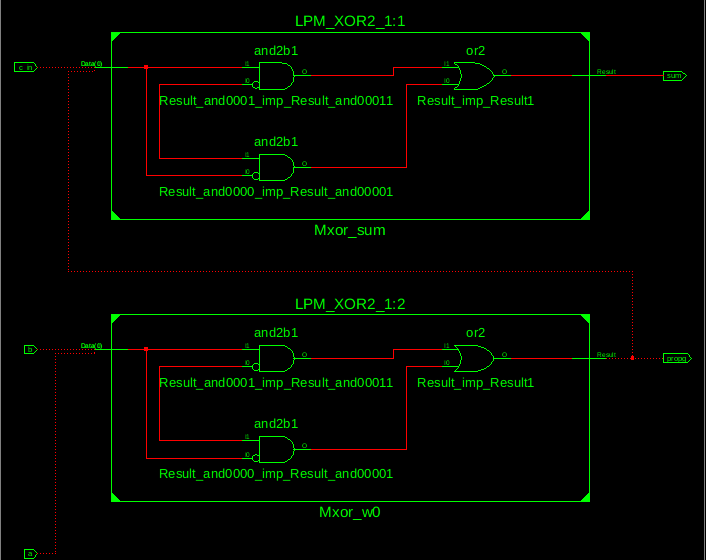 LPM_XOR2_1:1
and2b1
or2
c_in
Data(0)
I1
O
I1
O
Result
sum
I0
I0
Result_and0001_imp_Result_and00011
Result_imp_Result1
and2b1
I1
O
I0
Result_and0000_imp_Result_and00001
Mxor_sum
LPM_XOR2_1:2
and2b1
or2
b
Data(0)
I1
O
I1
O
Result
propg
I0
I0
Result_and0001_imp_Result_and00011
Result_imp_Result1
and2b1
I1
O
I0
Result_and0000_imp_Result_and00001
Mxor_w0
a